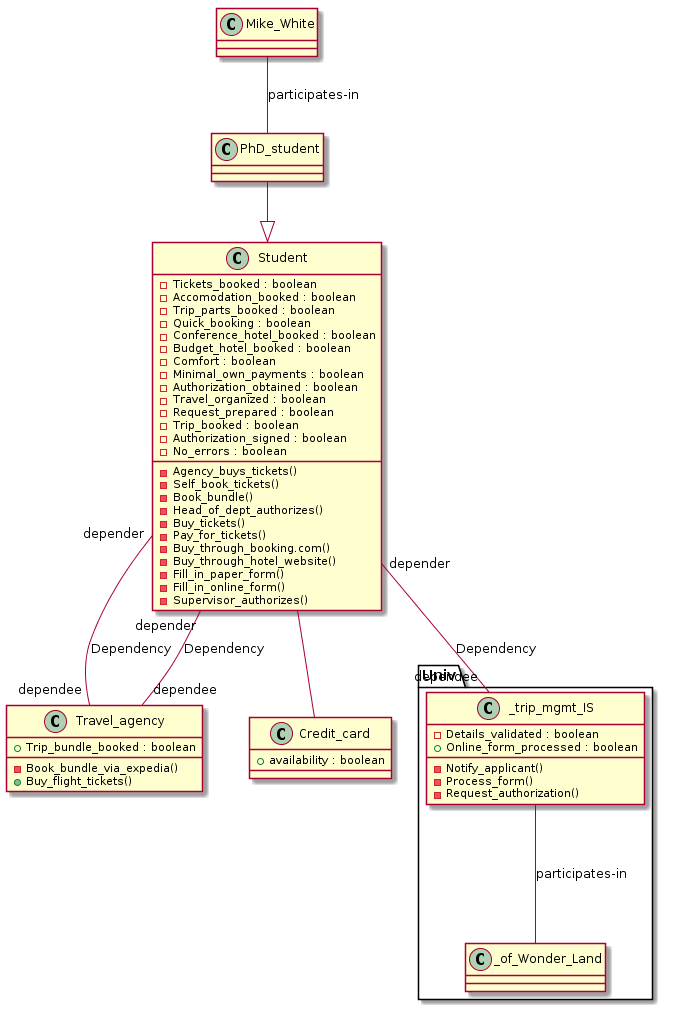 C Mike_White
participates-in
C PhD_student
C Student
Tickets_booked : boolean
Accomodation_booked : boolean
Trip_parts_booked : boolean
Quick_booking : boolean
Conference_hotel_booked : boolean
Budget_hotel_booked : boolean
Comfort : boolean
Minimal_own_payments : boolean
Authorization_obtained : boolean
Travel_organized : boolean
Request_prepared : boolean
Trip_booked : boolean
Authorization_signed : boolean
No_errors : boolean
Agency_buys_tickets()
Self_book_tickets()
Book_bundle()
Head_of_dept_authorizes()
Buy_tickets()
Pay_for_tickets()
Buy_through_booking.com()
Buy_through_hotel_website()
Fill_in_paper_form()
Fill_in_online_form()
Supervisor_authorizes()
depender
depender
depender
Dependency
Dependency
Dependency
dependee
dependee
dependee
Univ
C Travel_agency
Trip_bundle_booked : boolean
Book_bundle_via_expedia()
Buy_flight_tickets()
C Credit_card
availability : boolean
C _trip_mgmt_IS
Details_validated : boolean
Online_form_processed : boolean
Notify_applicant()
Process_form()
Request_authorization()
participates-in
C _of_Wonder_Land